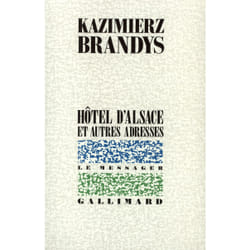 KAZIMIERZ
BRANDYS
HÔTEL D'ALSACE
ET AUTRES ADRESSES
LE MESSAGER
GALLIMARD